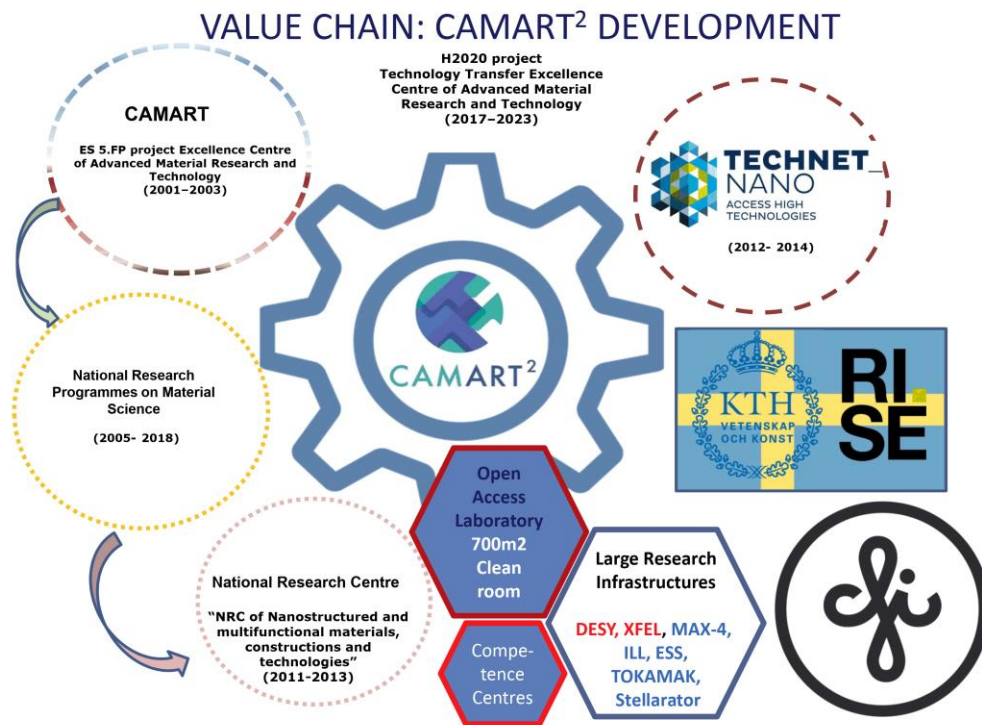 VALUE CHAIN: CAMART² DEVELOPMENT
H2020 project
Technology Transfer Excellence
Centre of Advanced Material
Research and Technology
(2017–2023)
CAMART
ES 5.FP project Excellence Centre
of Advanced Material Research and
Technology
(2001–2003)
TECHNET_
NANO
ACCESS HIGH
TECHNOLOGIES
(2012- 2014)
CAMART²
National Research
Programmes on Material
Science
(2005- 2018)
KTH
VETENSKAP
OCH KONST
RI.
SE
Open
Access
Laboratory
700m2
Clean
room
Large Research
Infrastructures
DESY, XFEL, MAX-4,
ILL, ESS,
TOKAMAK,
Stellarator
National Research Centre
“NRC of Nanostructured and
multifunctional materials,
constructions and
technologies”
(2011-2013)
Compe-
tence
Centres
cfi